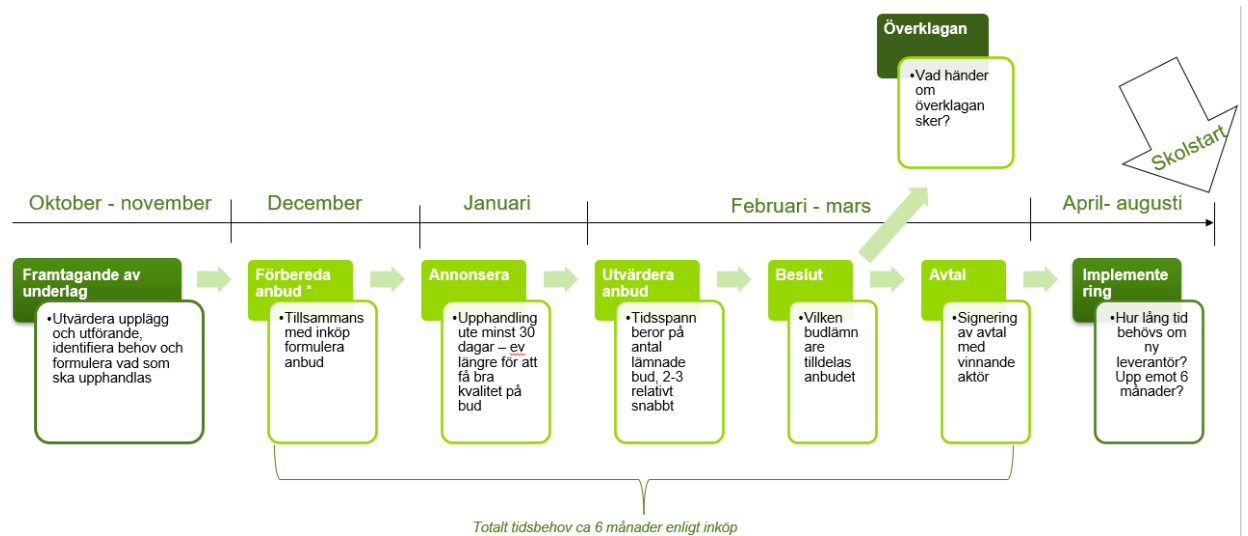 Överklagan
•Vad händer
om
överklagan
sker?
Skolstart
Oktober - november
December
Januari
Februari - mars
April- augusti
Framtagande av
underlag
•Utvärdera upplägg
och utförande,
identifiera behov och
formulera vad som
ska upphandlas
Förbereda
anbud *
•Tillsammans
med inköp
formulera
anbud
Annonsera
•Upphandling
ute minst 30
dagar – ev
längre för att
få bra
kvalitet på
bud
Utvärdera
anbud
•Tidsspann
beror på
antal
lämnade
bud, 2-3
relativt
snabbt
Beslut
•Vilken
budlämn
are
tilldelas
anbudet
Avtal
•Signering
av avtal
med
vinnande
aktör
Implemente
ring
•Hur lång tid
behövs om
ny
leverantör?
Upp emot 6
månader?
Totalt tidsbehov ca 6 månader enligt inköp